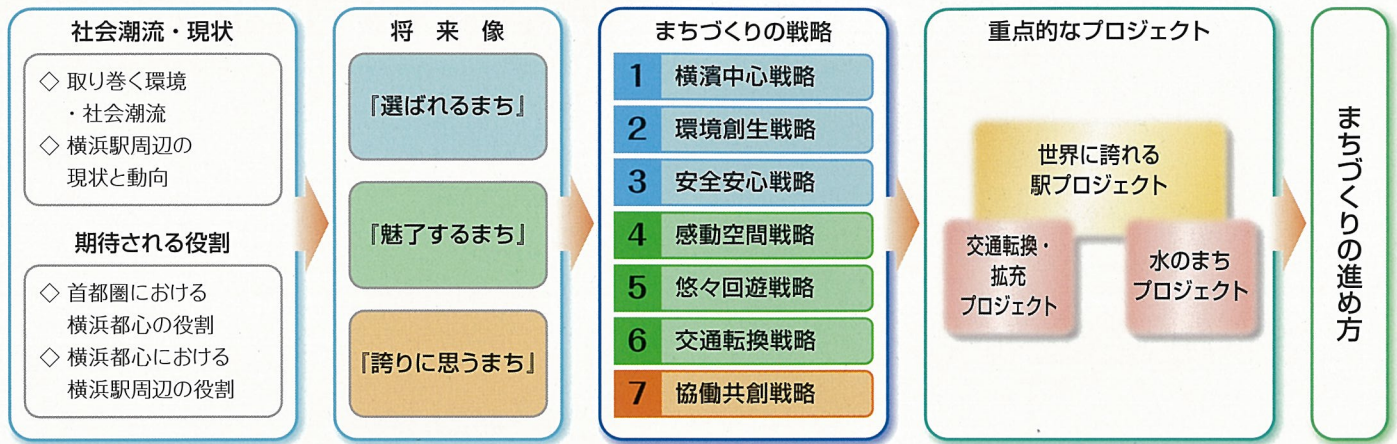 社会潮流・現状
◇ 取り巻く環境
・社会潮流
◇ 横浜駅周辺の
現状と動向
期待される役割
◇ 首都圏における
横浜都心の役割
◇ 横浜都心における
横浜駅周辺の役割
将来像
『選ばれるまち』
『魅了するまち』
『誇りに思うまち』
まちづくりの戦略
1 横濱中心戦略
2 環境創生戦略
3 安全安心戦略
4 感動空間戦略
5 悠々回遊戦略
6 交通転換戦略
7 協働共創戦略
重点的なプロジェクト
世界に誇れる
駅プロジェクト
交通転換・
拡充
プロジェクト
水のまち
プロジェクト
まちづくりの進め方